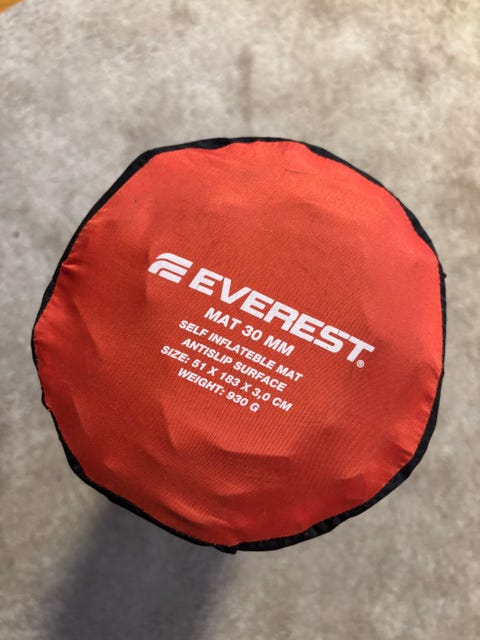 EVEREST®
MAT 30 MM
SELF INFLATEBLE MAT
ANTISLIP SURFACE
SIZE: 51 X 183 X 3,0 CM
WEIGHT: 930 G